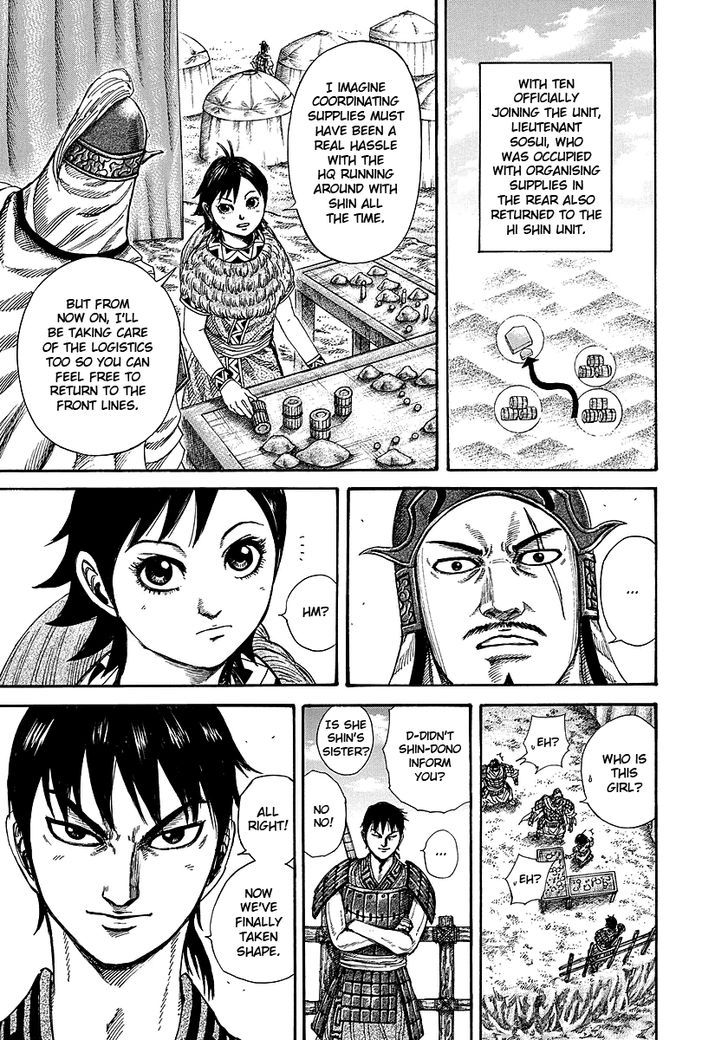 WITH TEN
OFFICIALLY
JOINING THE UNIT,
LIEUTENANT
SOSUI, WHO
WAS OCCUPIED
WITH ORGANISING
SUPPLIES IN
THE REAR ALSO
RETURNED TO THE
HI SHIN UNIT.
I IMAGINE
COORDINATING
SUPPLIES MUST
HAVE BEEN A
REAL HASSLE
WITH THE
HQ RUNNING
AROUND WITH
SHIN ALL
THE TIME.
BUT FROM
NOW ON, I'LL
BE TAKING CARE
OF THE LOGISTICS
TOO SO YOU CAN
FEEL FREE TO
RETURN TO THE
FRONT LINES.
...
HM?
WHO IS
THIS
GIRL?
EH?
EH?
D-DIDN'T
SHIN-DONO
INFORM
YOU?
IS SHE
SHIN'S
SISTER?
...
NO
NO!
ALL
RIGHT!
NOW
WE'VE
FINALLY
TAKEN
SHAPE.